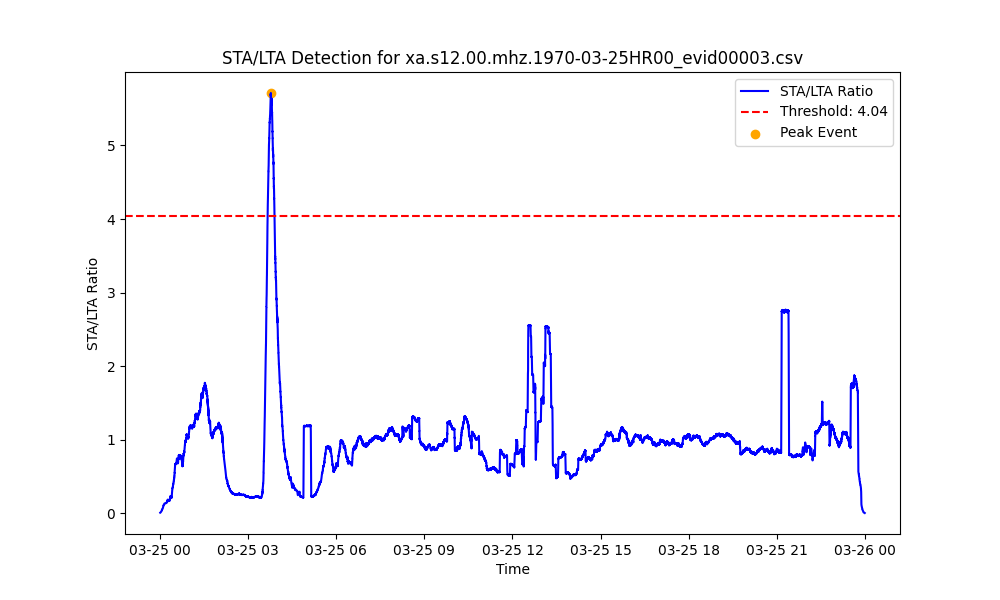 STA/LTA Detection for xa.s12.00.mhz.1970-03-25HR00_evid00003.csv
STA/LTA Ratio
Threshold: 4.04
Peak Event
5
4
3
2
1
0
STA/LTA Ratio
03-25 00 03-25 03 03-25 06 03-25 09 03-25 12 03-25 15 03-25 18 03-25 21 03-26 00
Time